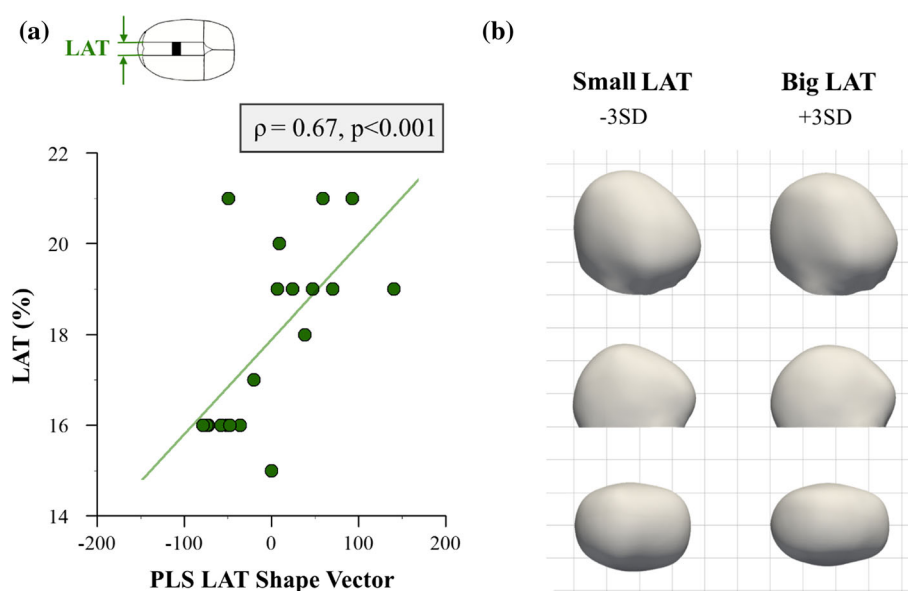 (a)
LAT
ρ = 0.67, p<0.001
22
20
18
16
14
LAT (%)
-200
-100
0
100
200
PLS LAT Shape Vector
(b)
Small LAT
-3SD
Big LAT
+3SD